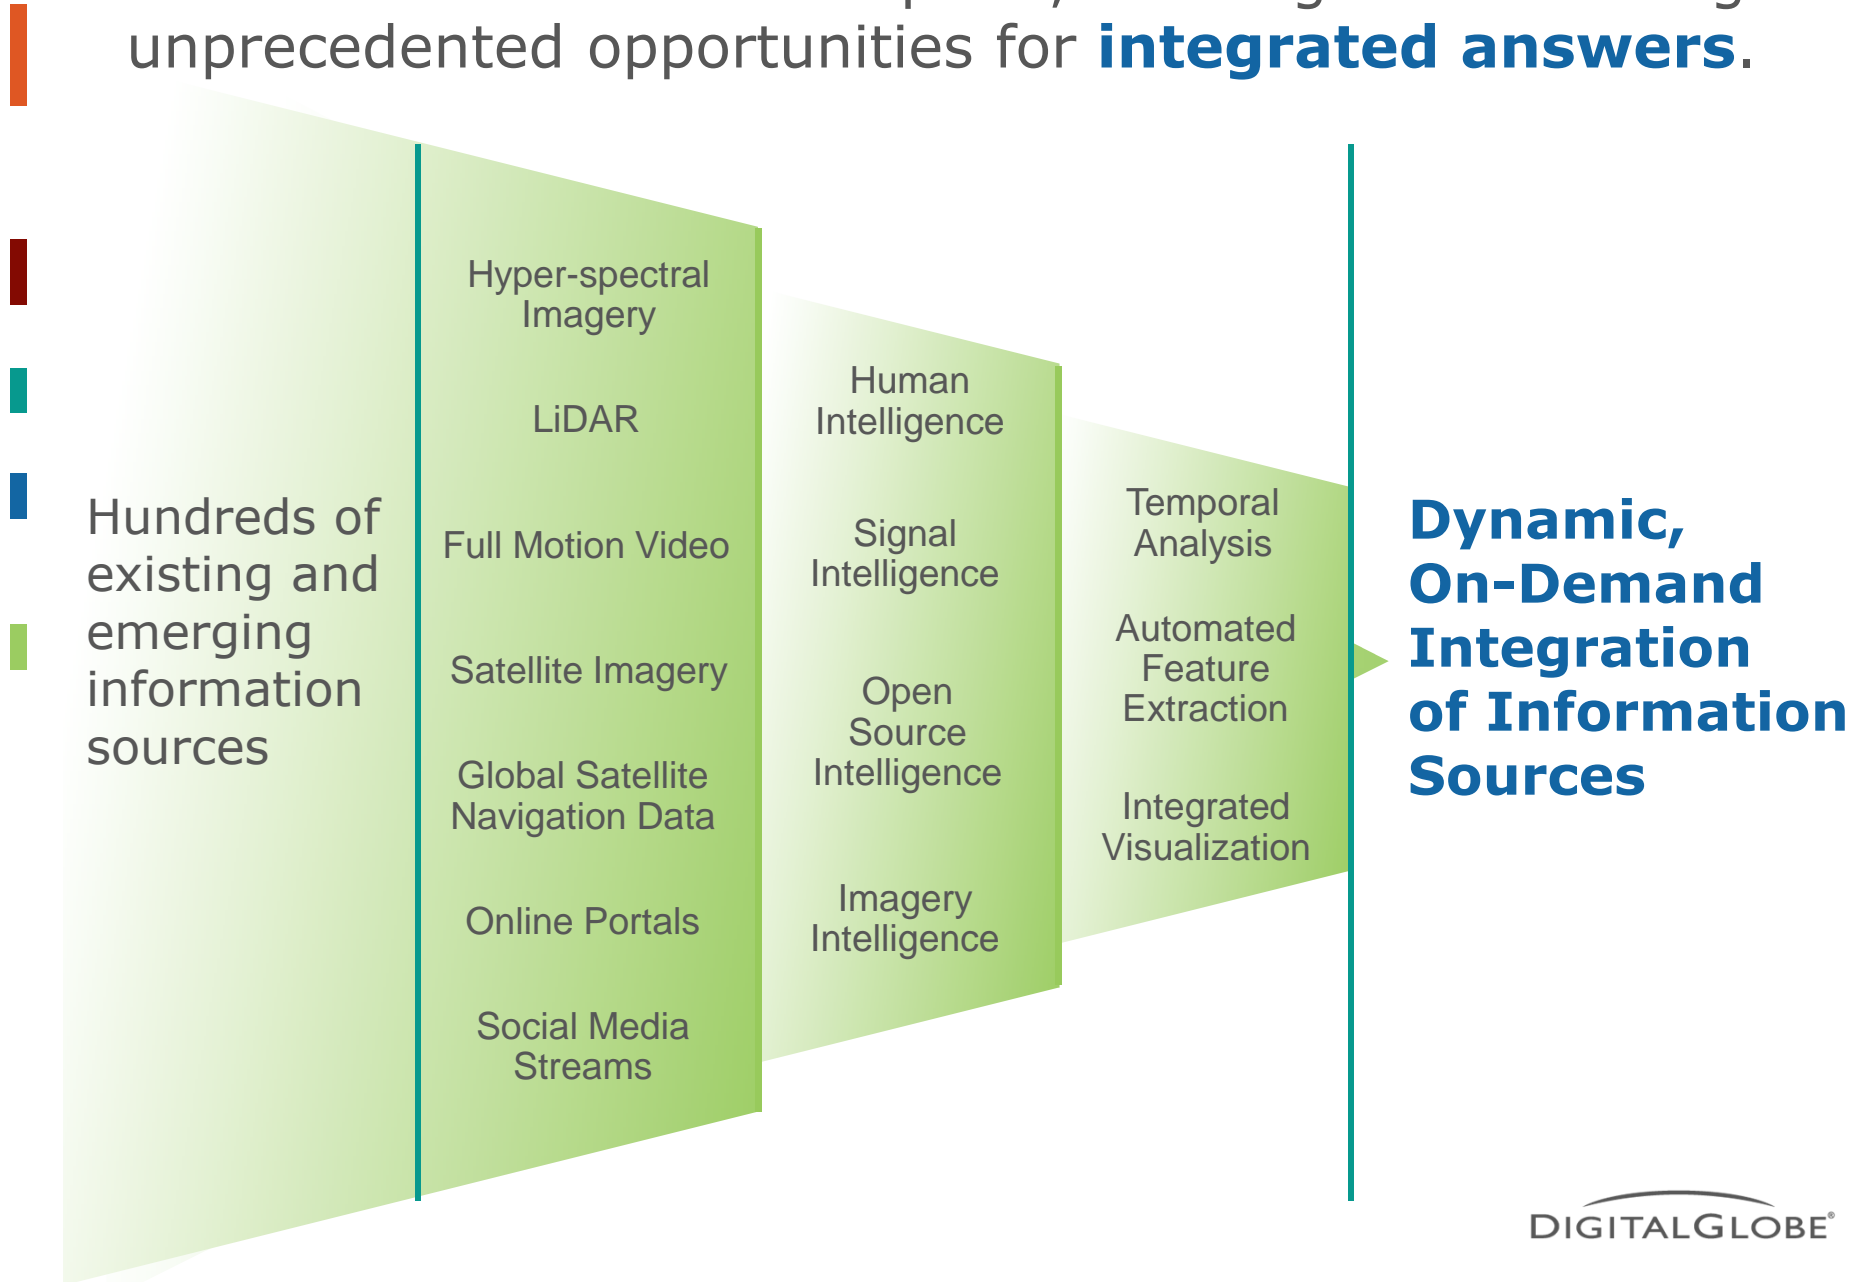 unprecedented opportunities for integrated answers.
Hundreds of
existing and
emerging
information
sources
Hyper-spectral
Imagery
LiDAR
Full Motion Video
Satellite Imagery
Global Satellite
Navigation Data
Online Portals
Social Media
Streams
Human
Intelligence
Signal
Intelligence
Open
Source
Intelligence
Imagery
Intelligence
Temporal
Analysis
Automated
Feature
Extraction
Integrated
Visualization
Dynamic,
On-Demand
Integration
of Information
Sources
DIGITALGLOBE®